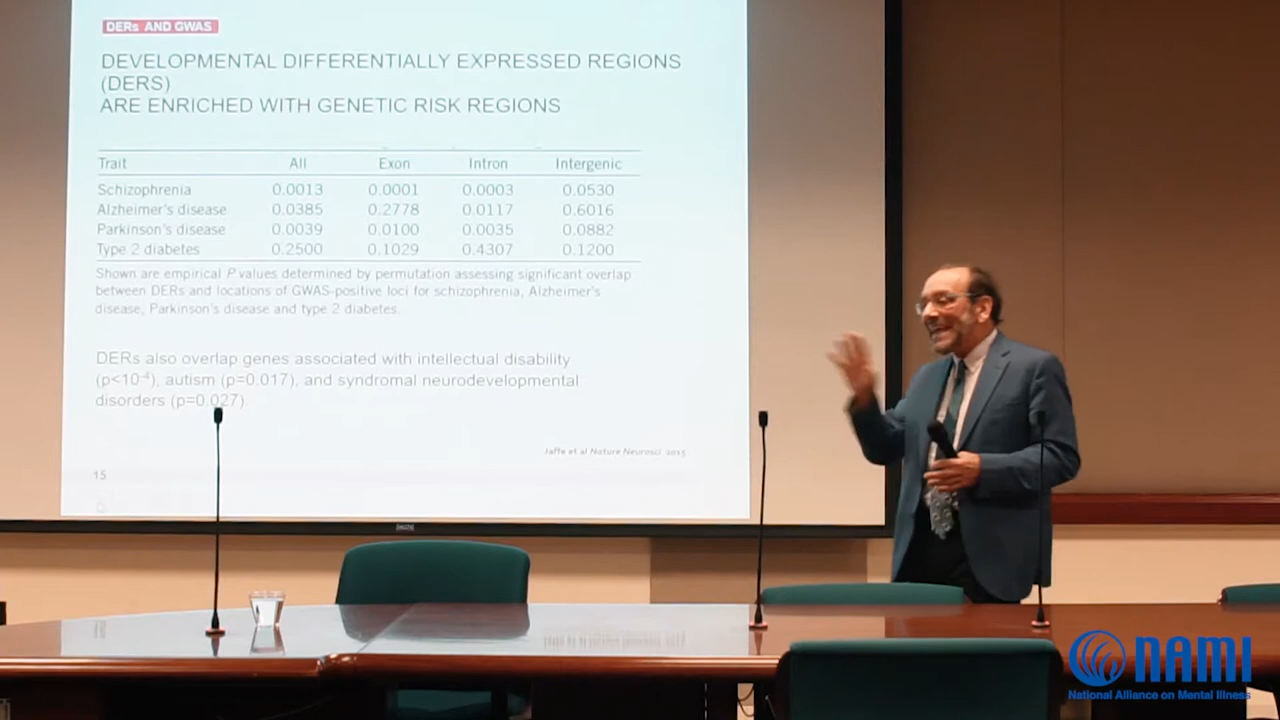 DERs AND GWAS
DEVELOPMENTAL DIFFERENTIALLY EXPRESSED REGIONS
(DERS)
ARE ENRICHED WITH GENETIC RISK REGIONS
Trait All Exon Intron Intergenic
Schizophrenia 0.0013 0.0001 0.0003 0.0530
Alzheimer's disease 0.0385 0.2778 0.0117 0.6016
Parkinson's disease 0.0039 0.0100 0.0035 0.0882
Type 2 diabetes 0.2500 0.1029 0.4307 0.1200
Shown are empirical P values determined by permutation assessing significant overlap
between DERs and locations of GWAS-positive loci for schizophrenia, Alzheimer's
disease, Parkinson's disease and type 2 diabetes.
DERs also overlap genes associated with intellectual disability
(p<10⁻⁴), autism (p=0.017), and syndromal neurodevelopmental
disorders (p=0.027).
Jaffe et al Nature Neurosci 2015
15
NAMI
National Alliance on Mental Illness